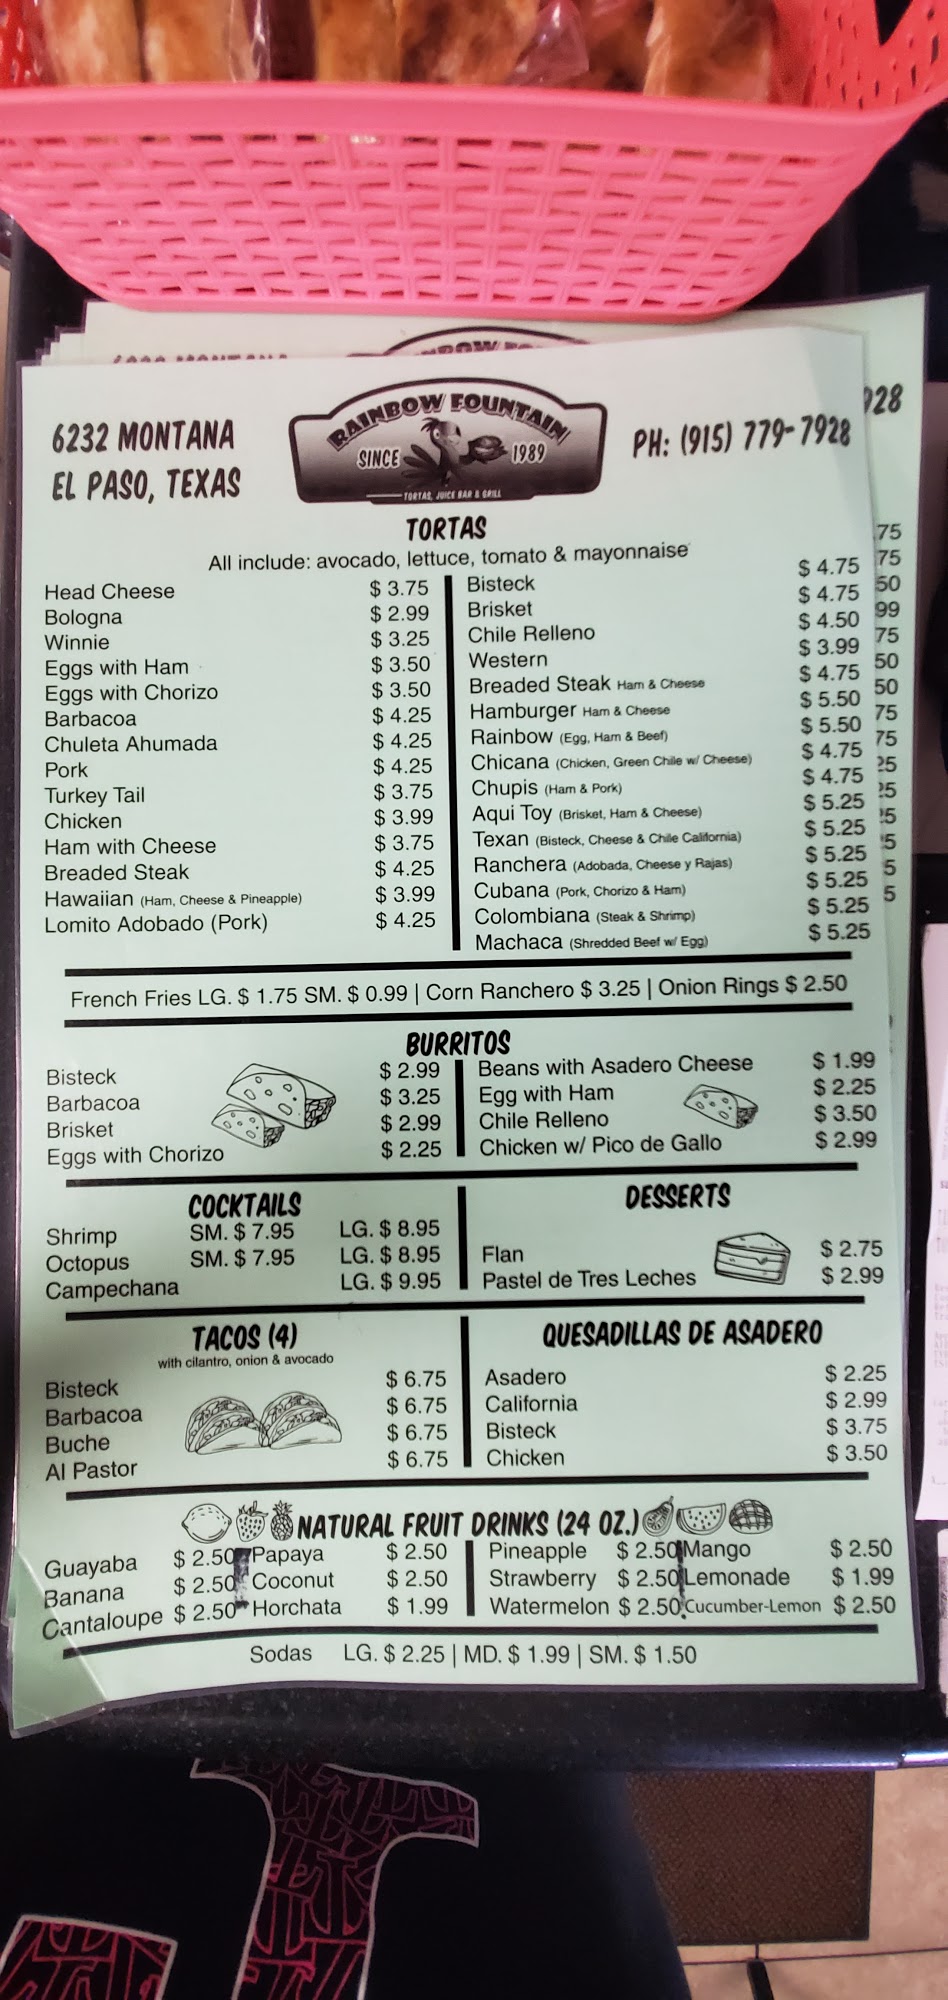 6232 MONTANA
EL PASO, TEXAS
RAINBOW FOUNTAIN
SINCE 1989
TORTAS, JUICE BAR & GRILL
PH: (915) 779-7928
928
TORTAS
All include: avocado, lettuce, tomato & mayonnaise
Head Cheese $ 3.75
Bologna $ 2.99
Winnie $ 3.25
Eggs with Ham $ 3.50
Eggs with Chorizo $ 3.50
Barbacoa $ 4.25
Chuleta Ahumada $ 4.25
Pork $ 4.25
Turkey Tail $ 3.75
Chicken $ 3.99
Ham with Cheese $ 3.75
Breaded Steak $ 4.25
Hawaiian (Ham, Cheese & Pineapple) $ 3.99
Lomito Adobado (Pork) $ 4.25
Bisteck $ 4.75
Brisket $ 4.75
Chile Relleno $ 4.50
Western $ 3.99
Breaded Steak Ham & Cheese $ 4.75
Hamburger Ham & Cheese $ 5.50
Rainbow (Egg, Ham & Beef) $ 5.50
Chicana (Chicken, Green Chile w/ Cheese) $ 4.75
Chupis (Ham & Pork) $ 4.75
Aqui Toy (Brisket, Ham & Cheese) $ 5.25
Texan (Bisteck, Cheese & Chile California) $ 5.25
Ranchera (Adobada, Cheese y Rajas) $ 5.25
Cubana (Pork, Chorizo & Ham) $ 5.25
Colombiana (Steak & Shrimp) $ 5.25
Machaca (Shredded Beef w/ Egg) $ 5.25
French Fries LG. $ 1.75 SM. $ 0.99 | Corn Ranchero $ 3.25 | Onion Rings $ 2.50
BURRITOS
Bisteck $ 2.99
Barbacoa $ 3.25
Brisket $ 2.99
Eggs with Chorizo $ 2.25
Beans with Asadero Cheese $ 1.99
Egg with Ham $ 2.25
Chile Relleno $ 3.50
Chicken w/ Pico de Gallo $ 2.99
COCKTAILS
Shrimp SM. $ 7.95 LG. $ 8.95
Octopus SM. $ 7.95 LG. $ 8.95
Campechana LG. $ 9.95
DESSERTS
Flan $ 2.75
Pastel de Tres Leches $ 2.99
TACOS (4)
with cilantro, onion & avocado
Bisteck $ 6.75
Barbacoa $ 6.75
Buche $ 6.75
Al Pastor $ 6.75
QUESADILLAS DE ASADERO
Asadero $ 2.25
California $ 2.99
Bisteck $ 3.75
Chicken $ 3.50
NATURAL FRUIT DRINKS (24 OZ.)
Guayaba $ 2.50 Papaya $ 2.50 Pineapple $ 2.50 Mango $ 2.50
Banana $ 2.50 Coconut $ 2.50 Strawberry $ 2.50 Lemonade $ 1.99
Cantaloupe $ 2.50 Horchata $ 1.99 Watermelon $ 2.50 Cucumber-Lemon $ 2.50
Sodas LG. $ 2.25 | MD. $ 1.99 | SM. $ 1.50